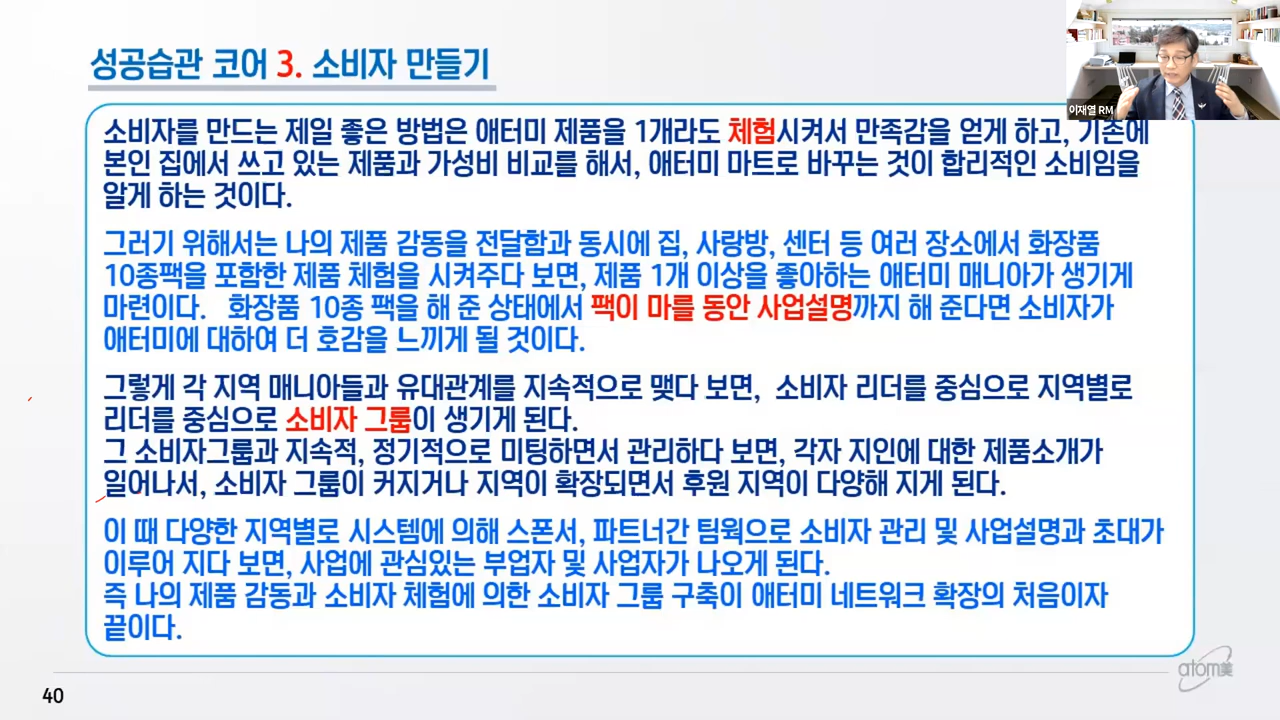 성공습관 코어 3. 소비자 만들기
이재열 RM
소비자를 만드는 제일 좋은 방법은 애터미 제품을 1개라도 체험시켜서 만족감을 얻게 하고, 기존에
본인 집에서 쓰고 있는 제품과 가성비 비교를 해서, 애터미 마트로 바꾸는 것이 합리적인 소비임을
알게 하는 것이다.
그러기 위해서는 나의 제품 감동을 전달함과 동시에 집, 사랑방, 센터 등 여러 장소에서 화장품
10종팩을 포함한 제품 체험을 시켜주다 보면, 제품 1개 이상을 좋아하는 애터미 매니아가 생기게
마련이다. 화장품 10종 팩을 해 준 상태에서 팩이 마를 동안 사업설명까지 해 준다면 소비자가
애터미에 대하여 더 호감을 느끼게 될 것이다.
그렇게 각 지역 매니아들과 유대관계를 지속적으로 맺다 보면, 소비자 리더를 중심으로 지역별로
리더를 중심으로 소비자 그룹이 생기게 된다.
그 소비자그룹과 지속적, 정기적으로 미팅하면서 관리하다 보면, 각자 지인에 대한 제품소개가
일어나서, 소비자 그룹이 커지거나 지역이 확장되면서 후원 지역이 다양해 지게 된다.
이 때 다양한 지역별로 시스템에 의해 스폰서, 파트너간 팀웍으로 소비자 관리 및 사업설명과 초대가
이루어 지다 보면, 사업에 관심있는 부업자 및 사업자가 나오게 된다.
즉 나의 제품 감동과 소비자 체험에 의한 소비자 그룹 구축이 애터미 네트워크 확장의 처음이자
끝이다.
atom美
40